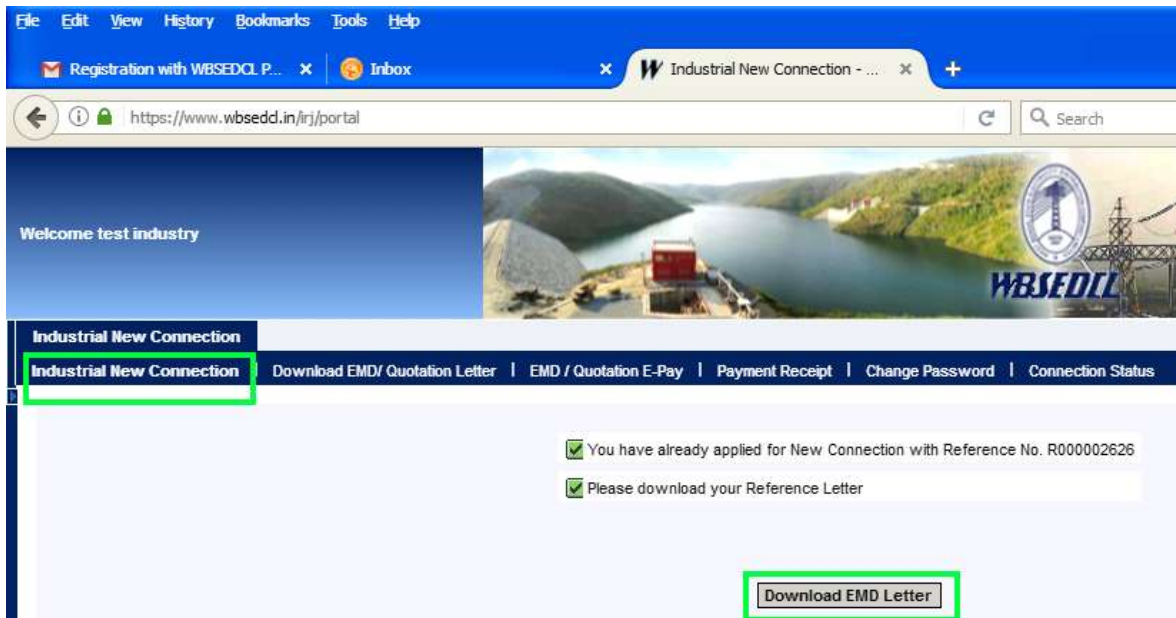 File Edit View History Bookmarks Tools Help
Registration with WBSEDCL P... Inbox Industrial New Connection - ...
https://www.wbsedcl.in/irj/portal Search
Welcome test industry
WBSEDCL
Industrial New Connection
Industrial New Connection | Download EMD/ Quotation Letter | EMD / Quotation E-Pay | Payment Receipt | Change Password | Connection Status
You have already applied for New Connection with Reference No. R000002626
Please download your Reference Letter
Download EMD Letter